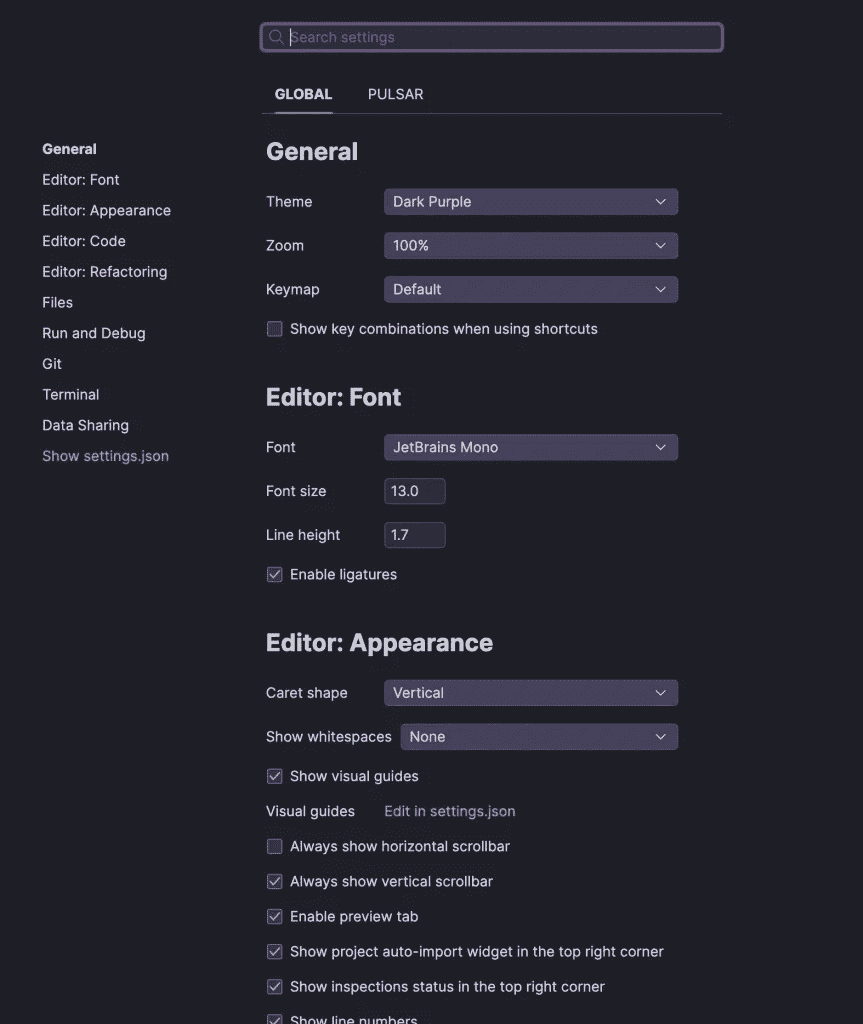 Search settings
GLOBAL PULSAR
General
Editor: Font
Editor: Appearance
Editor: Code
Editor: Refactoring
Files
Run and Debug
Git
Terminal
Data Sharing
Show settings.json
General
Theme Dark Purple
Zoom 100%
Keymap Default
Show key combinations when using shortcuts
Editor: Font
Font JetBrains Mono
Font size 13.0
Line height 1.7
Enable ligatures
Editor: Appearance
Caret shape Vertical
Show whitespaces None
Show visual guides
Visual guides Edit in settings.json
Always show horizontal scrollbar
Always show vertical scrollbar
Enable preview tab
Show project auto-import widget in the top right corner
Show inspections status in the top right corner
Show line numbers